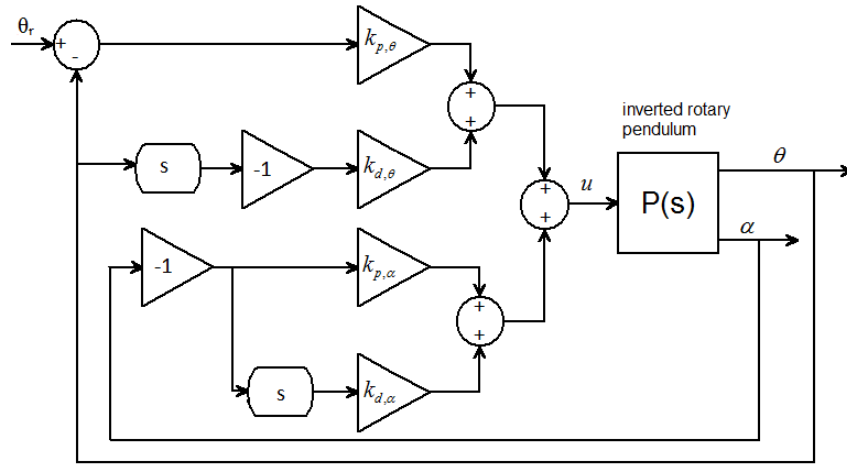 θr
+
-
kp,θ
+
+
s
-1
kd,θ
+
+
u
inverted rotary
pendulum
P(s)
θ
α
-1
kp,α
+
+
s
kd,α